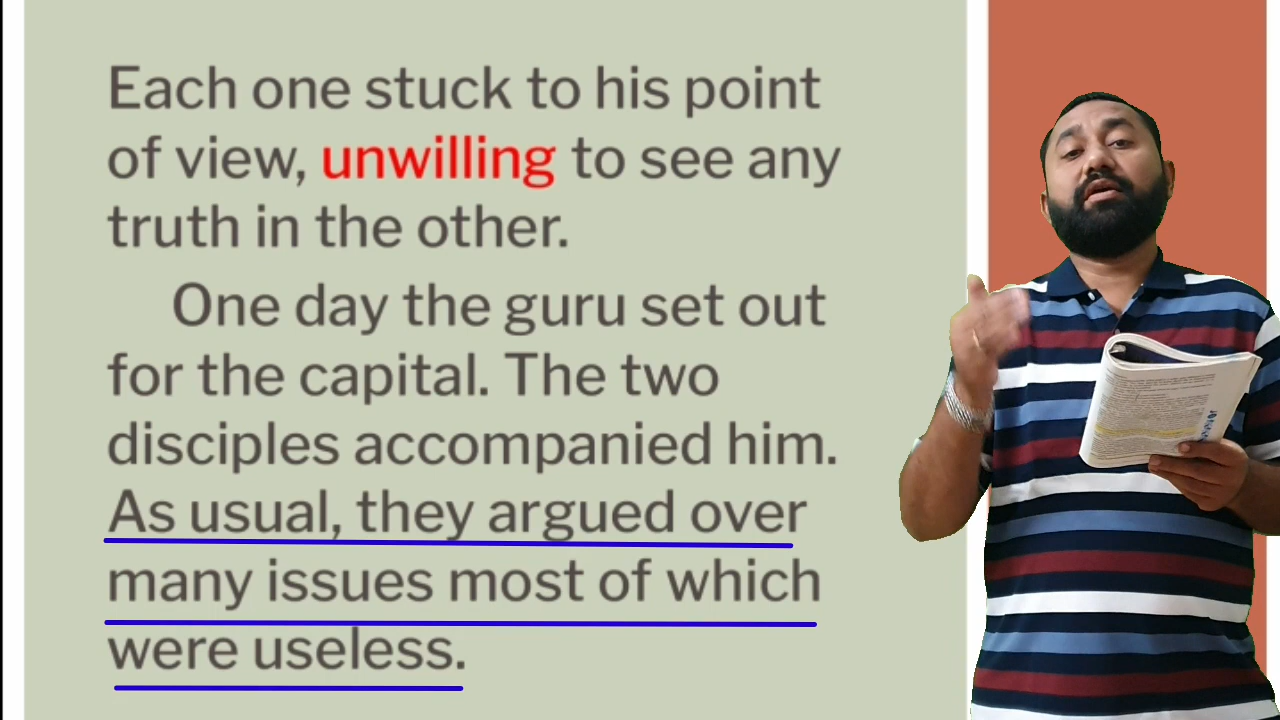 Each one stuck to his point
of view, unwilling to see any
truth in the other.
One day the guru set out
for the capital. The two
disciples accompanied him.
As usual, they argued over
many issues most of which
were useless.